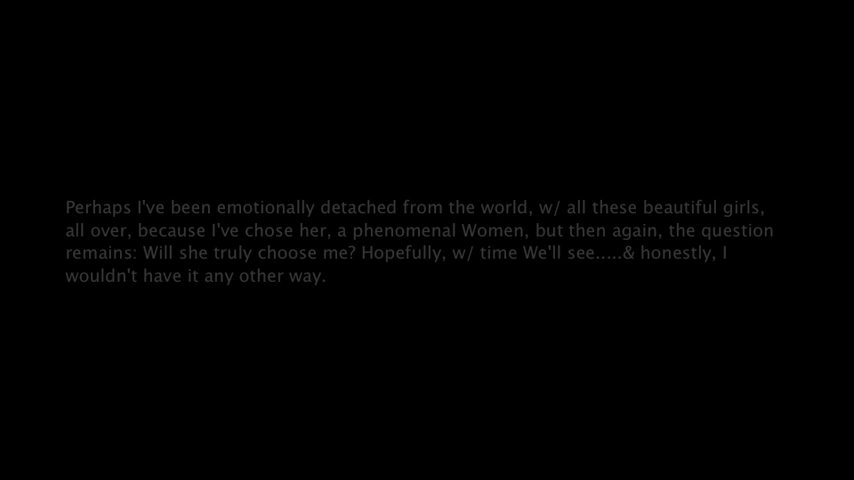 Perhaps I've been emotionally detached from the world, w/ all these beautiful girls,
all over, because I've chose her, a phenomenal Women, but then again, the question
remains: Will she truly choose me? Hopefully, w/ time We'll see.....& honestly, I
wouldn't have it any other way.